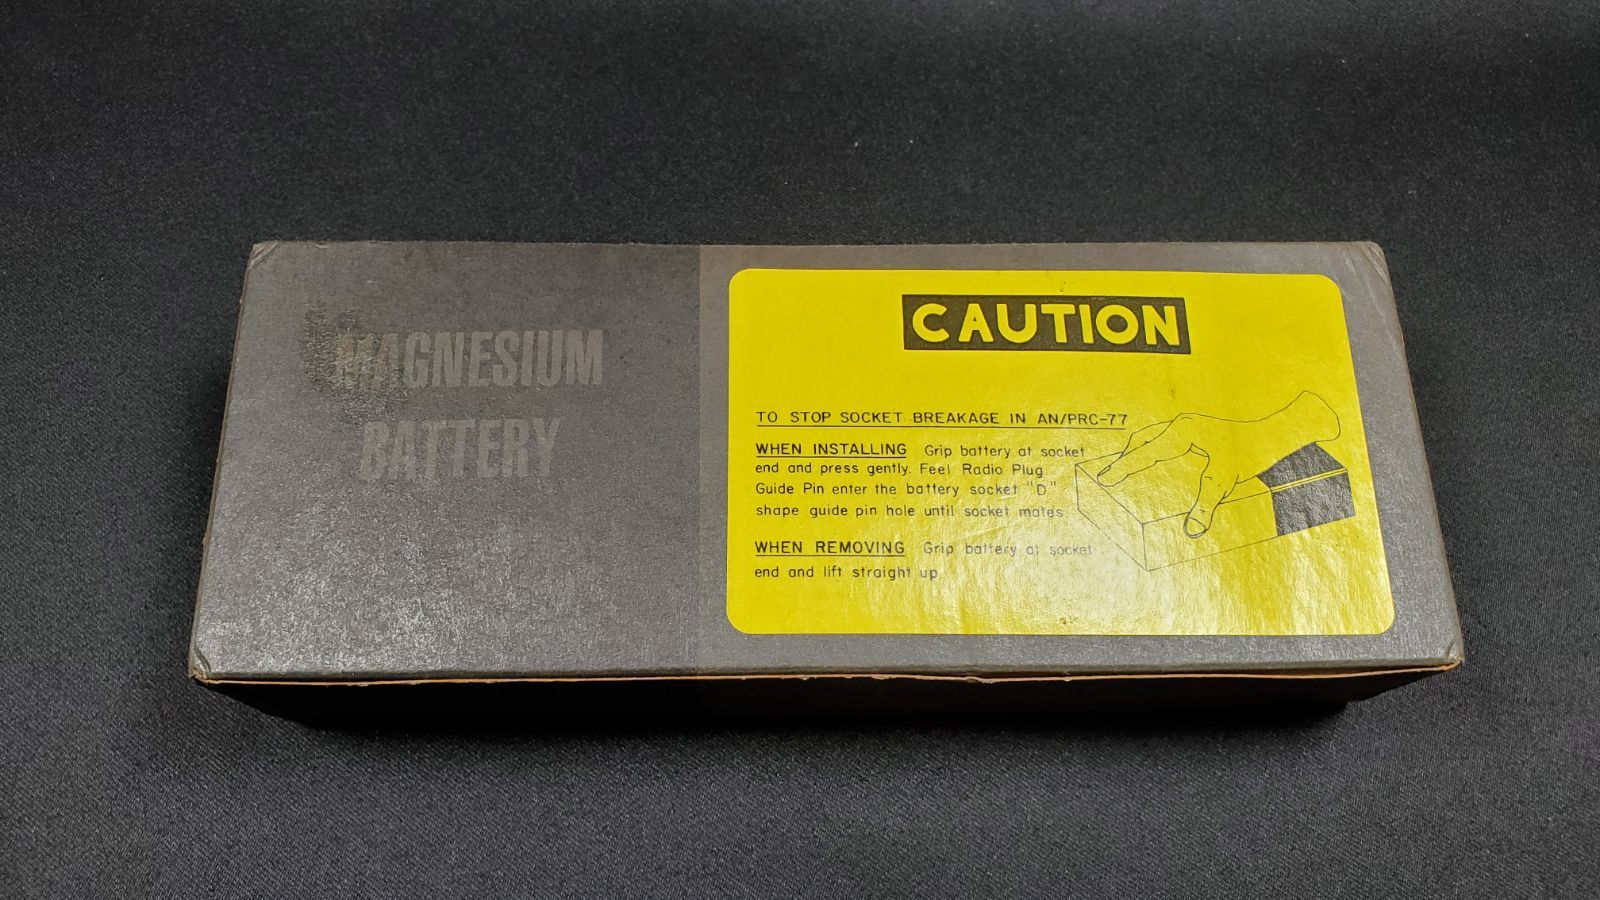 MAGNESIUM
BATTERY
CAUTION
TO STOP SOCKET BREAKAGE IN AN/PRC-77
WHEN INSTALLING Grip battery at socket
end and press gently. Feel Radio Plug
Guide Pin enter the battery socket "D"
shape guide pin hole until socket mates.
WHEN REMOVING Grip battery at socket
end and lift straight up.